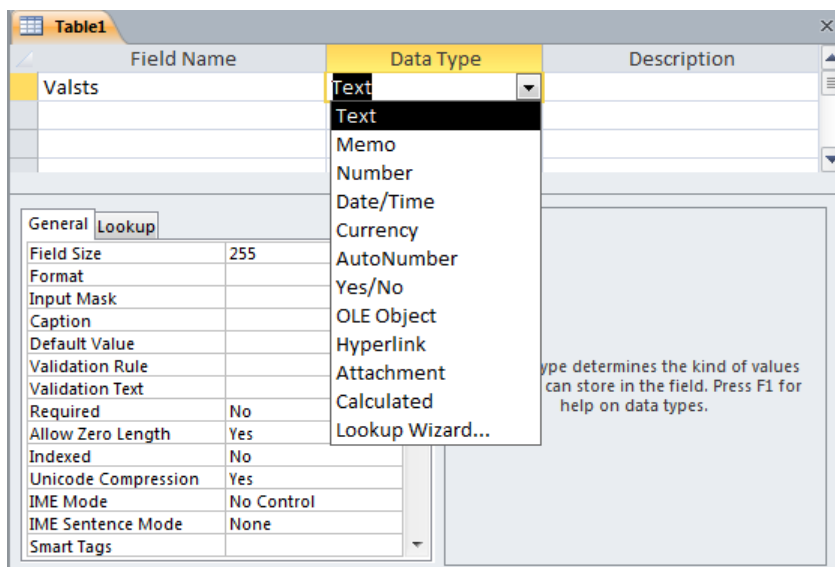 Table1
Field Name Data Type Description
Valsts Text
Text
Memo
Number
Date/Time
Currency
AutoNumber
Yes/No
OLE Object
Hyperlink
Attachment
Calculated
Lookup Wizard...
General Lookup
Field Size 255
Format
Input Mask
Caption
Default Value
Validation Rule
Validation Text
Required No
Allow Zero Length Yes
Indexed No
Unicode Compression Yes
IME Mode No Control
IME Sentence Mode None
Smart Tags
ype determines the kind of values
can store in the field. Press F1 for
help on data types.